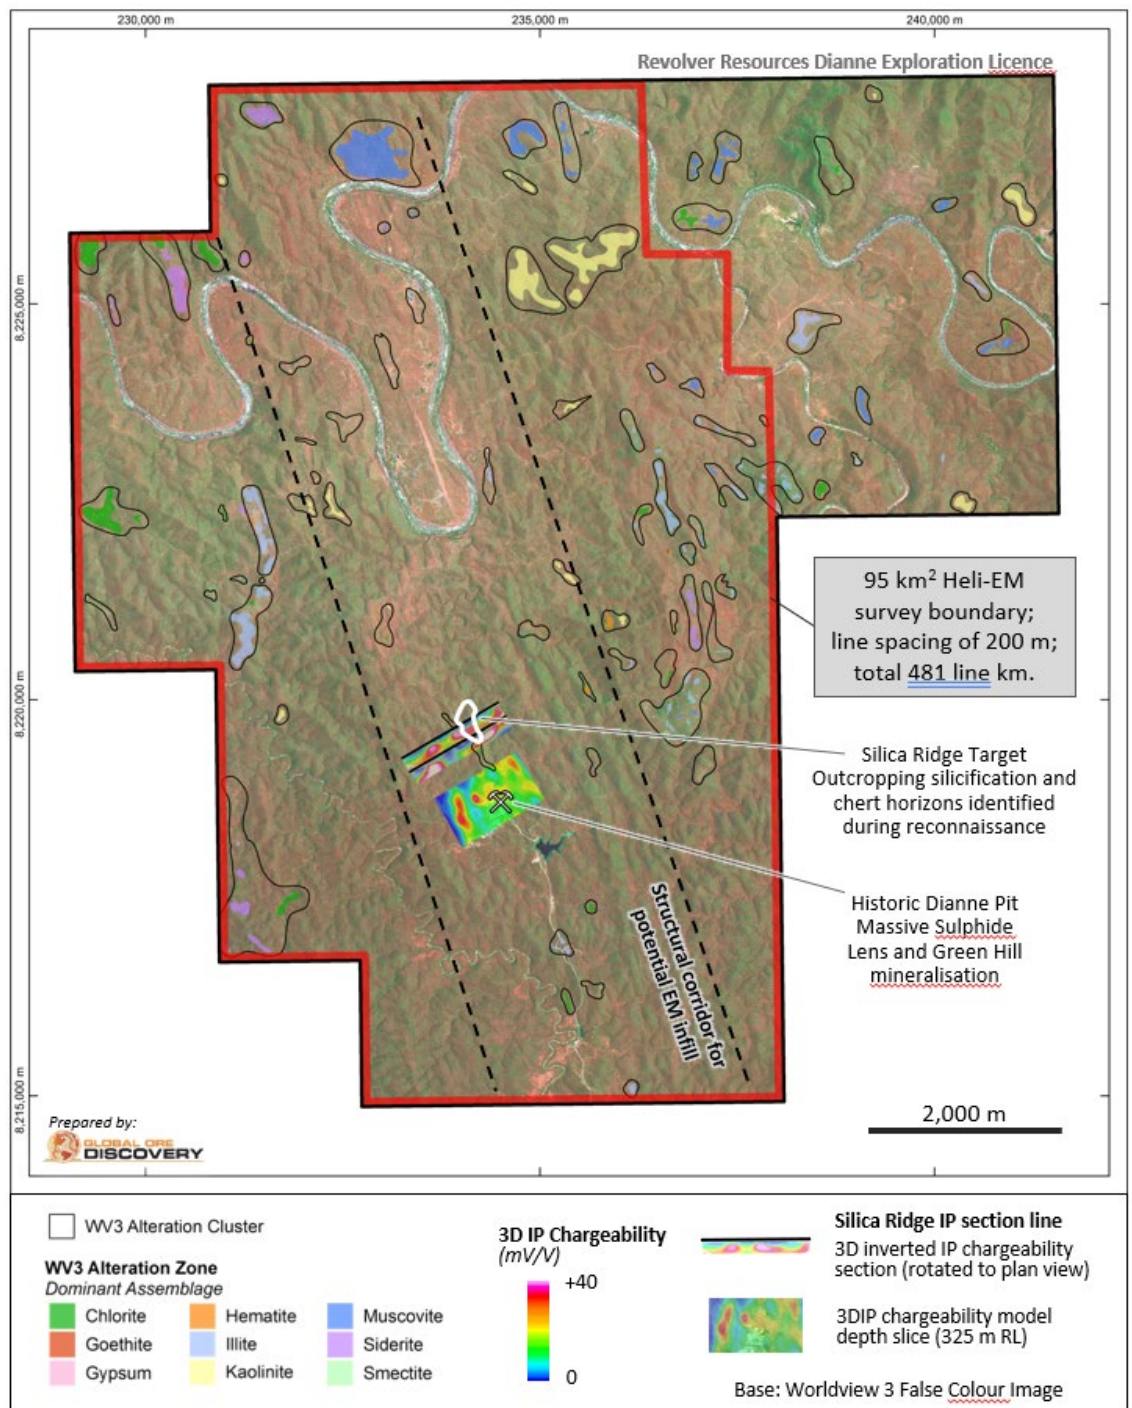 230,000 m
235,000 m
240,000 m
Revolver Resources Dianne Exploration Licence
8,225,000 m
8,220,000 m
8,215,000 m
95 km² Heli-EM
survey boundary;
line spacing of 200 m;
total 481 line km.
Silica Ridge Target
Outcropping silicification and
chert horizons identified
during reconnaissance
Historic Dianne Pit
Massive Sulphide
Lens and Green Hill
mineralisation
Structural corridor for
potential EM infill
2,000 m
Prepared by:
GLOBAL ORE
DISCOVERY
WV3 Alteration Cluster
WV3 Alteration Zone
Dominant Assemblage
Chlorite
Goethite
Gypsum
Hematite
Illite
Kaolinite
Muscovite
Siderite
Smectite
3D IP Chargeability
(mV/V)
+40
0
Silica Ridge IP section line
3D inverted IP chargeability
section (rotated to plan view)
3DIP chargeability model
depth slice (325 m RL)
Base: Worldview 3 False Colour Image